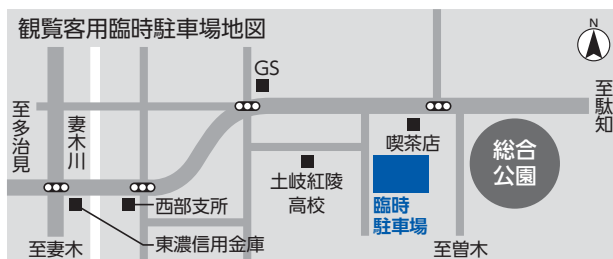 観覧客用臨時駐車場地図
N
GS
至駄知
至多治見
妻木川
喫茶店
総合
公園
土岐紅陵
高校
臨時
駐車場
西部支所
東濃信用金庫
至妻木
至曽木